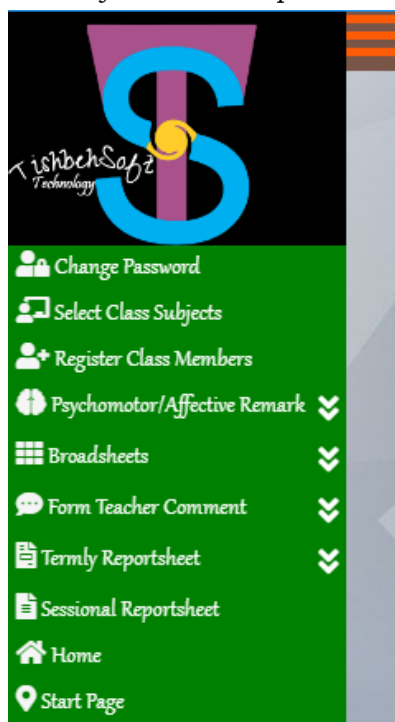 TishbehSoft
Technology
Change Password
Select Class Subjects
Register Class Members
Psychomotor/Affective Remark
Broadsheets
Form Teacher Comment
Termly Reportsheet
Sessional Reportsheet
Home
Start Page